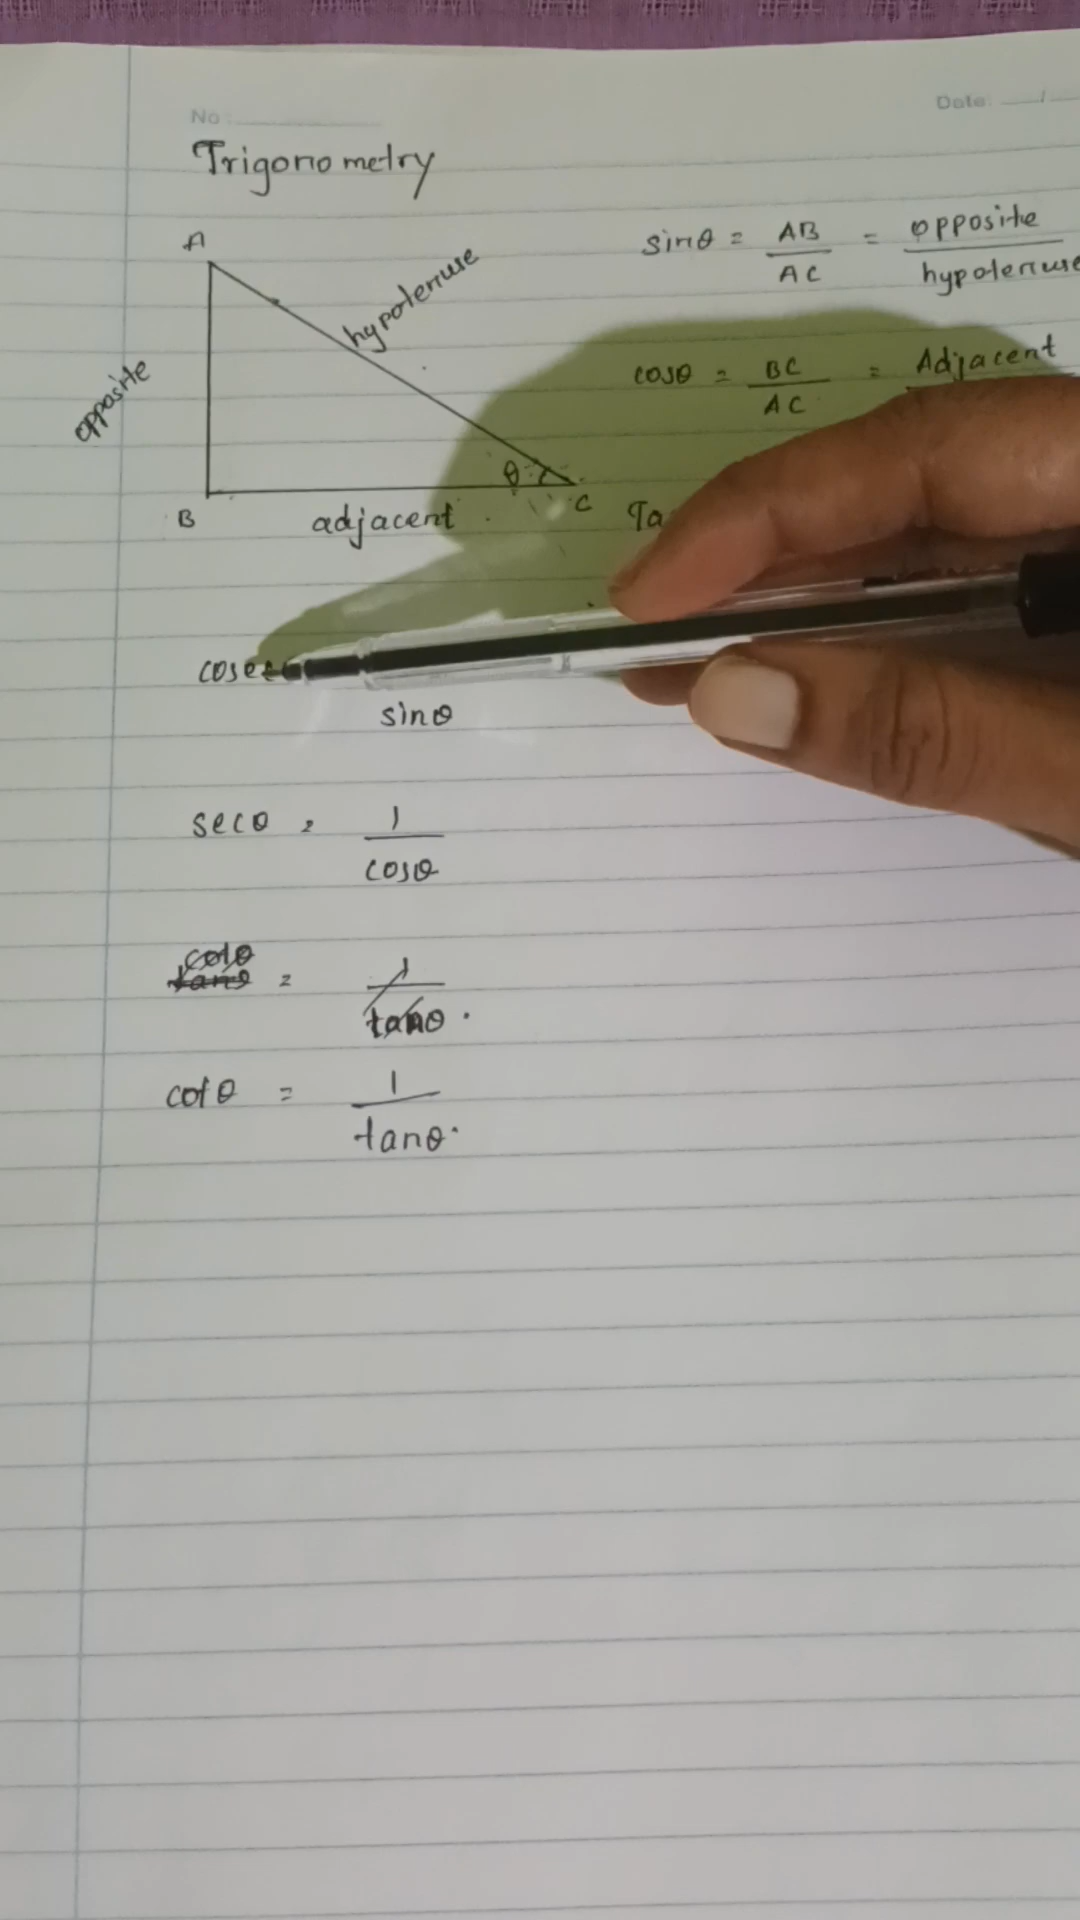 No:
Date: /
Trigonometry
A
opposite
hypotenuse
θ
B
adjacent
C
sinθ = AB/AC = opposite/hypotenuse
cosθ = BC/AC = Adjacent
Ta
cosec
sinθ
secθ = 1/cosθ
cotθ
tanθ = 1/tanθ.
cotθ = 1/tanθ.